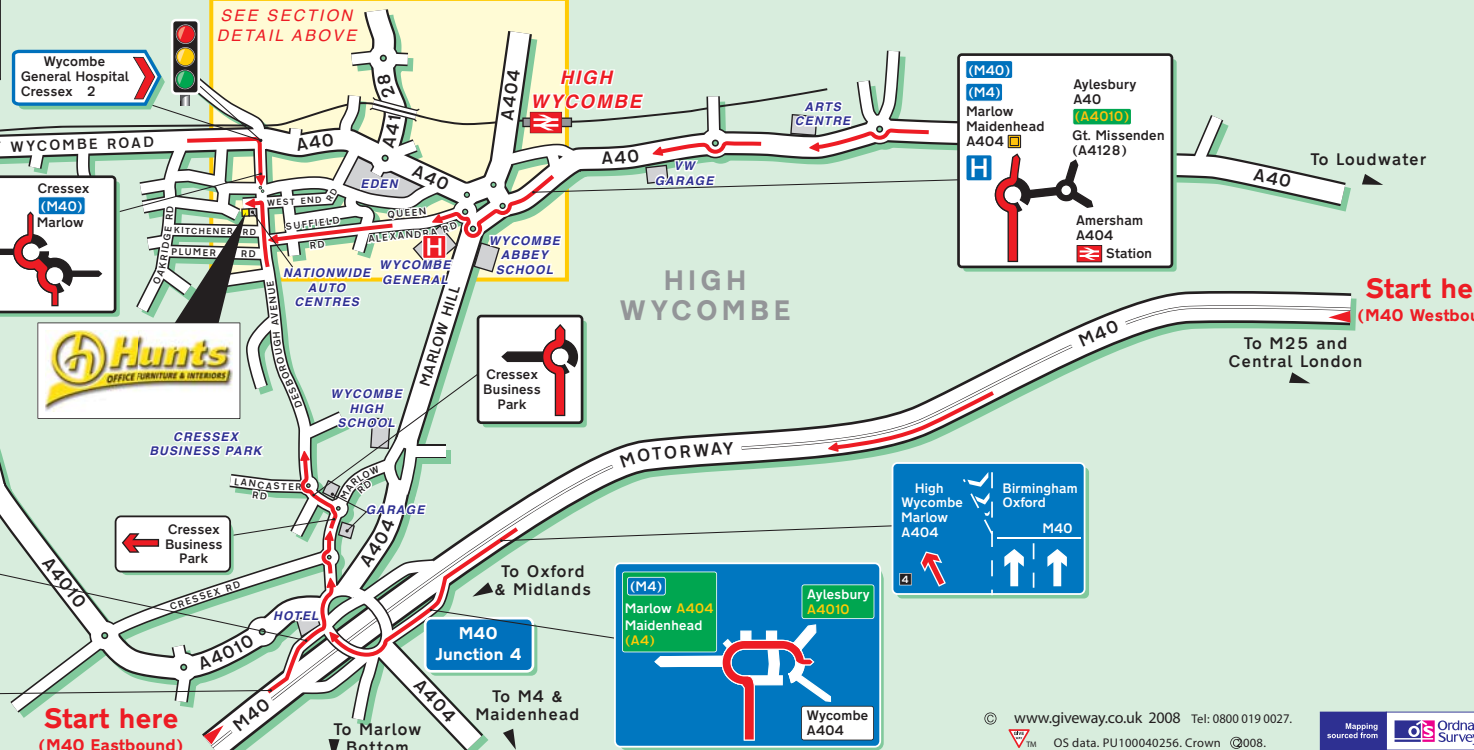 SEE SECTION
DETAIL ABOVE
Wycombe
General Hospital
Cressex 2
WYCOMBE ROAD
A40
A4128
A404
HIGH
WYCOMBE
A40
A40
ARTS
CENTRE
VW
GARAGE
EDEN
(M40)
(M4)
Marlow
Maidenhead
A404
H
Aylesbury
A40
(A4010)
Gt. Missenden
(A4128)
Amersham
A404
Station
To Loudwater
A40
Cressex
(M40)
Marlow
OAKRIDGE RD
WEST END RD
KITCHENER RD
PLUMER RD
SUFFIELD
RD
QUEEN
ALEXANDRA RD
H
WYCOMBE
GENERAL
WYCOMBE
ABBEY
SCHOOL
NATIONWIDE
AUTO
CENTRES
HIGH
WYCOMBE
Start he
(M40 Westbou
To M25 and
Central London
Hunts
OFFICE FURNITURE & INTERIORS
DESBOROUGH AVENUE
MARLOW HILL
Cressex
Business
Park
WYCOMBE
HIGH
SCHOOL
CRESSEX
BUSINESS PARK
M40
MOTORWAY
LANCASTER
RD
MARLOW
RD
GARAGE
A404
Cressex
Business
Park
High
Wycombe
Marlow
A404
4
Birmingham
Oxford
M40
A4010
CRESSEX RD
HOTEL
A4010
To Oxford
& Midlands
M40
Junction 4
(M4)
Marlow A404
Maidenhead
(A4)
Aylesbury
A4010
Wycombe
A404
Start here
(M40 Eastbound)
M40
To Marlow
Bottom
A404
To M4 &
Maidenhead
© www.giveway.co.uk 2008 Tel: 0800 019 0027.
give way TM OS data. PU100040256. Crown ©2008.
Mapping
sourced from
OS Ordna
Survey